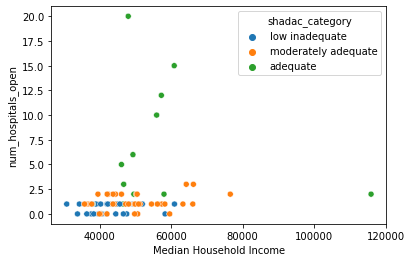 shadac_category
low inadequate
moderately adequate
adequate
num_hospitals_open
20.0
17.5
15.0
12.5
10.0
7.5
5.0
2.5
0.0
40000 60000 80000 100000 120000
Median Household Income